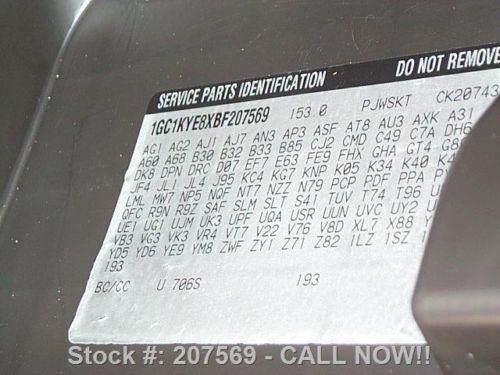 SERVICE PARTS IDENTIFICATION DO NOT REMOVE
1GC1KYE8XBF207569 153.0 PJWSKT CK20743
AG1 AG2 AJ1 AJ7 AN3 AP3 ASF AT8 AU3 AXK A31
A60 A68 B30 B32 B33 B85 CJ2 CMD C49 C7A DH6
DK8 DPN DRC D07 EF7 E63 FE9 FHX GHA GT4 G80
JF4 JL1 JL4 J95 KC4 KG7 KNP K05 K34 K40 K4
LML MW7 NP5 NQF NT7 NZZ N79 PCP PDF PPA PY
QFC R9N R9Z SAF SLM SLT S41 TUV T74 T96 U
UE1 UG1 UJM UK3 UPF UQA USR UUN UVC UY2 U
VB3 VG3 VK3 VR4 VT7 V22 V76 V8D XL7 X88 Y
YD5 YD6 YE9 YM8 ZWF ZY1 Z71 Z82 1LZ 1SZ 1
193
BC/CC U 706S 193
Stock #: 207569 - CALL NOW!!